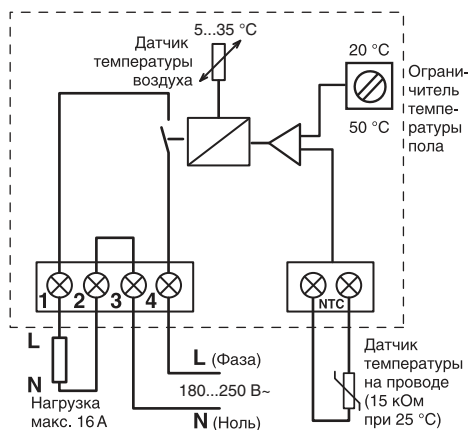 5...35 °C
Датчик
температуры
воздуха
20 °C
50 °C
Ограни-
читель
темпе-
ратуры
пола
1 2 3 4
NTC
L
N
Нагрузка
макс. 16 А
L (Фаза)
180...250 В~
N (Ноль)
Датчик
температуры
на проводе
(15 кОм
при 25 °C)